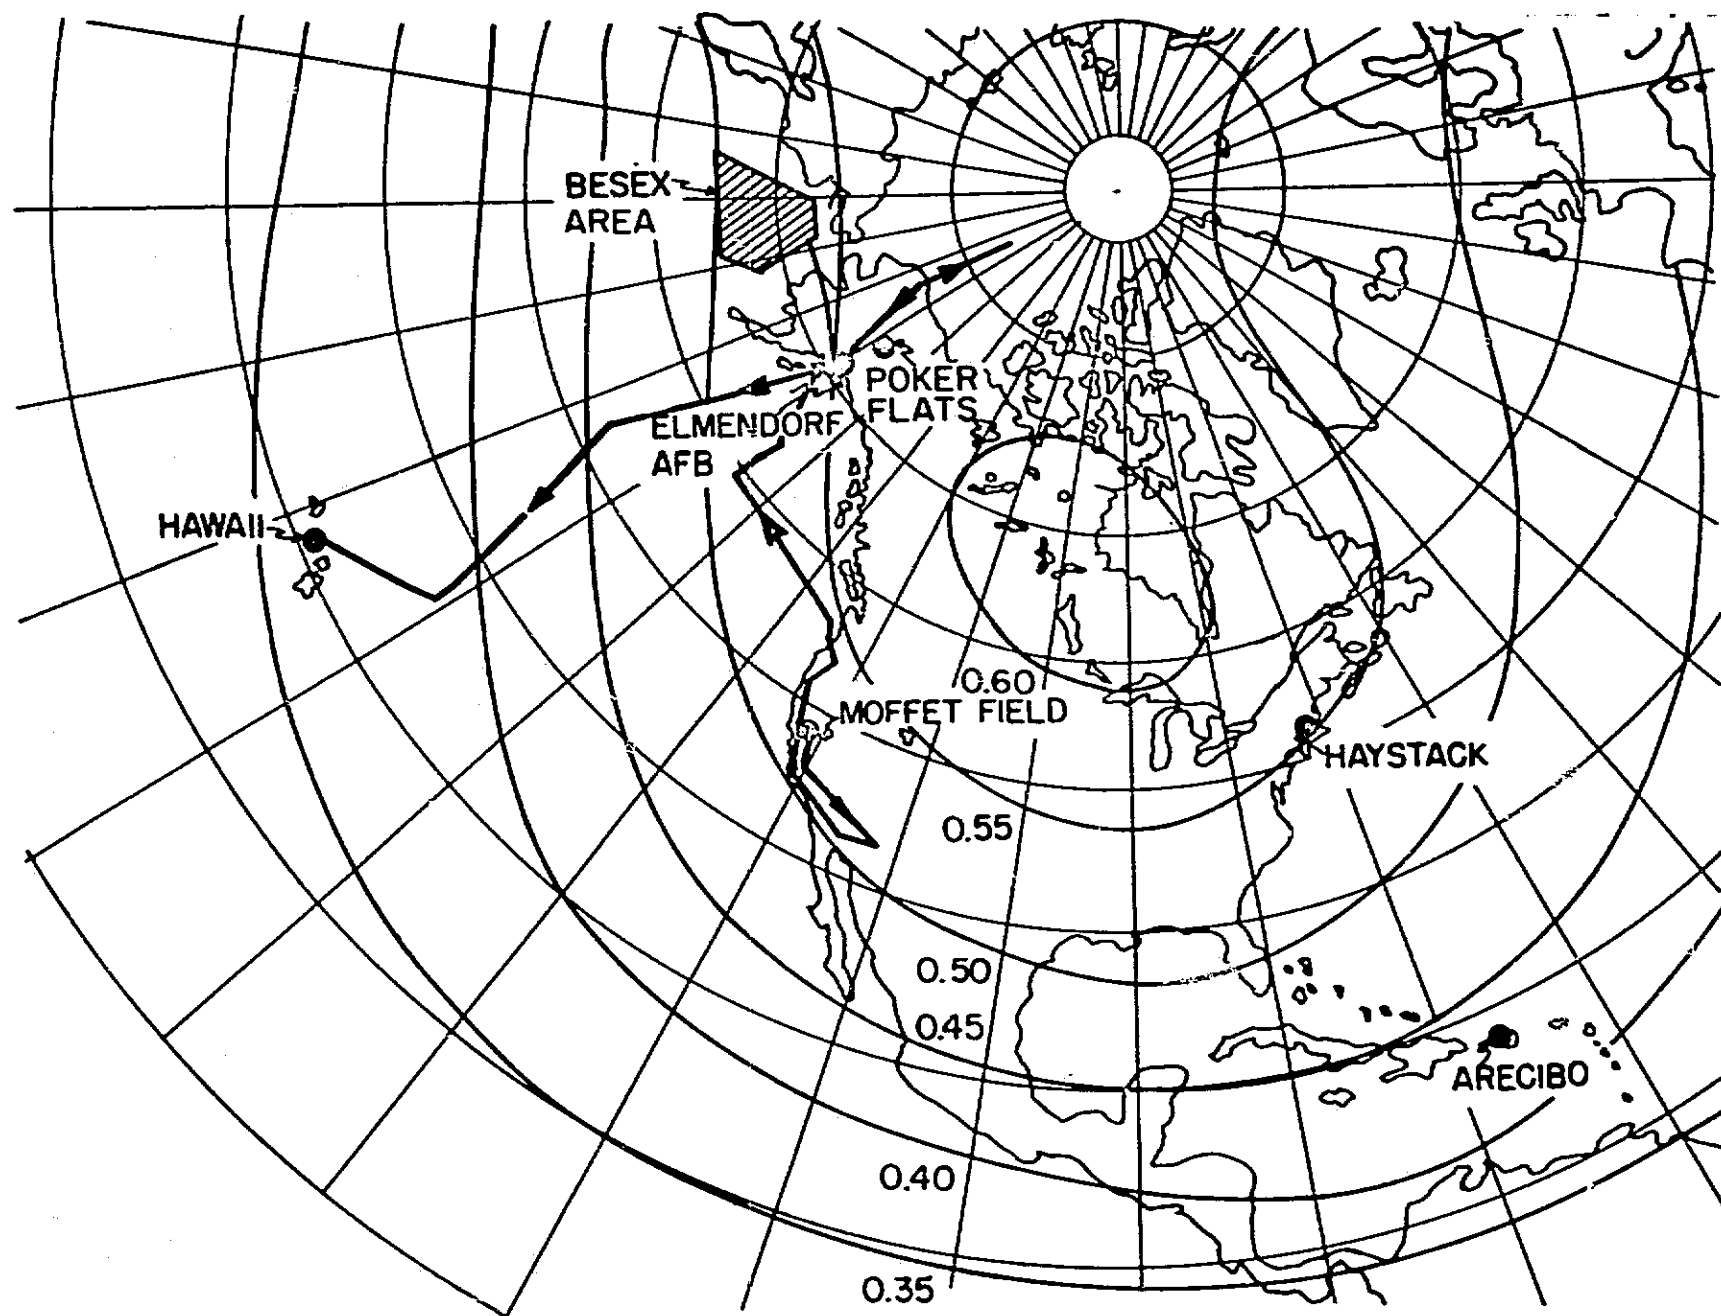 BESEX
AREA
POKER
FLATS
ELMENDORF
AFB
HAWAII
0.60
MOFFET FIELD
HAYSTACK
0.55
0.50
0.45
ARECIBO
0.40
0.35